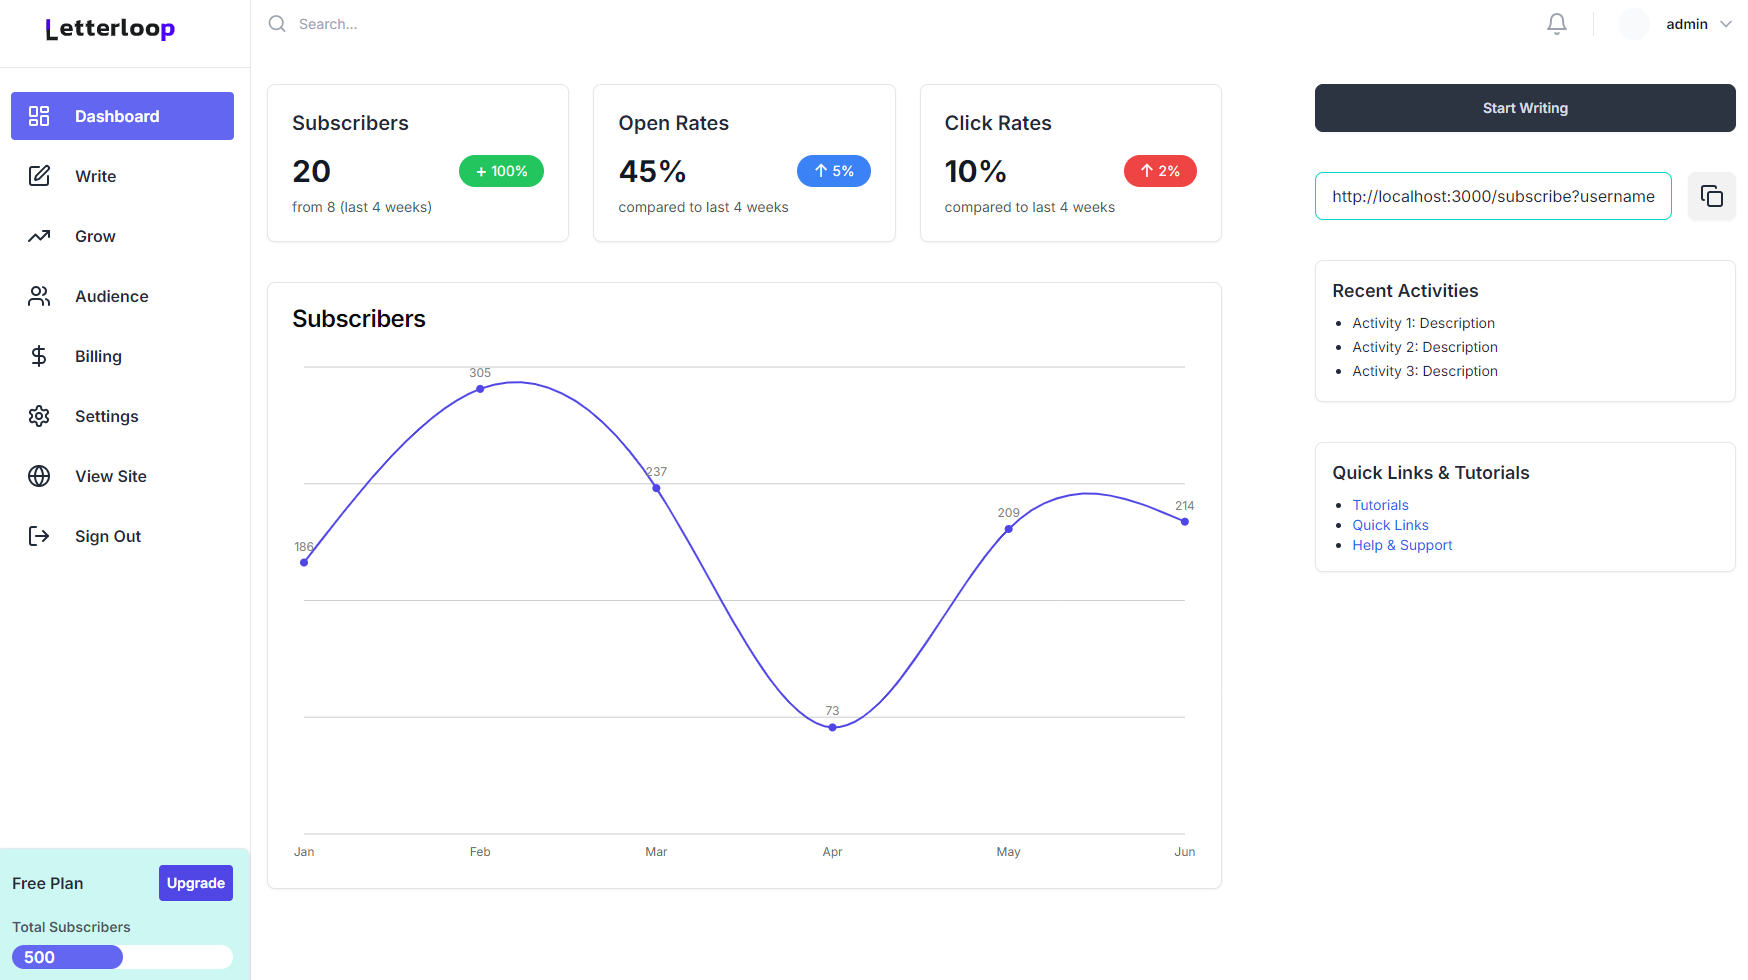 Letterloop
Search...
admin
Dashboard
Write
Grow
Audience
Billing
Settings
View Site
Sign Out
Free Plan
Upgrade
Total Subscribers
500
Subscribers
20
+ 100%
from 8 (last 4 weeks)
Open Rates
45%
↑ 5%
compared to last 4 weeks
Click Rates
10%
↑ 2%
compared to last 4 weeks
Subscribers
305
237
214
209
186
73
Jan Feb Mar Apr May Jun
Start Writing
http://localhost:3000/subscribe?username
Recent Activities
• Activity 1: Description
• Activity 2: Description
• Activity 3: Description
Quick Links & Tutorials
• Tutorials
• Quick Links
• Help & Support